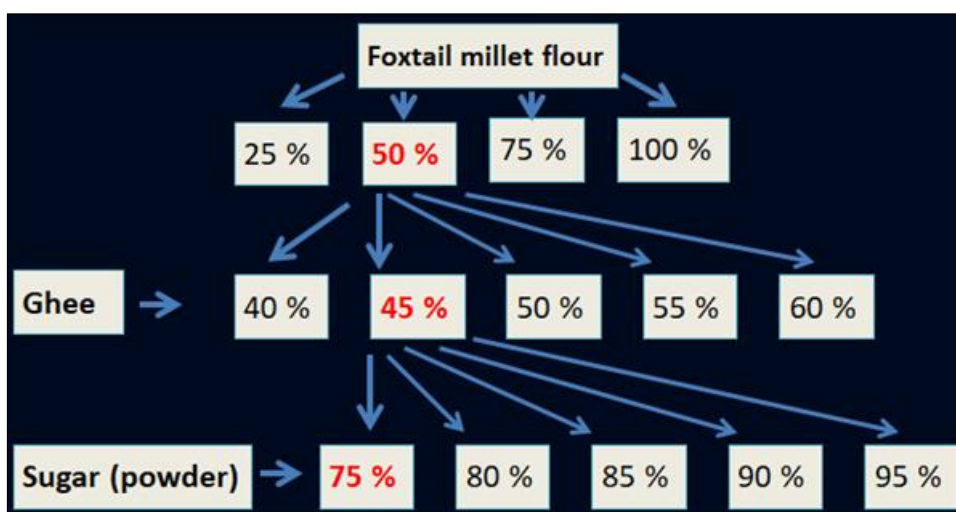 Foxtail millet flour
25 % 50 % 75 % 100 %
Ghee 40 % 45 % 50 % 55 % 60 %
Sugar (powder) 75 % 80 % 85 % 90 % 95 %